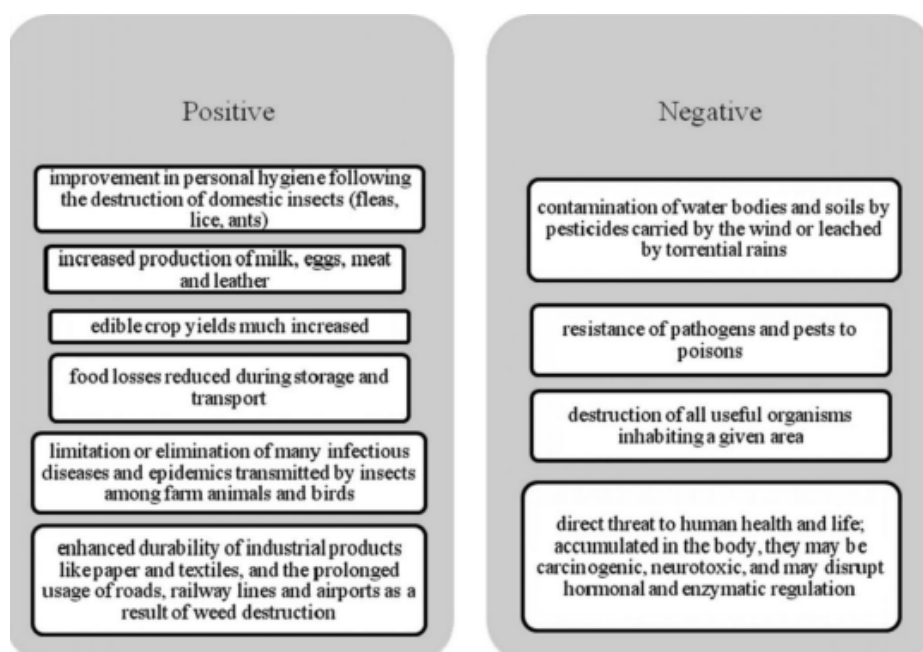 Positive
improvement in personal hygiene following
the destruction of domestic insects (fleas,
lice, ants)
increased production of milk, eggs, meat
and leather
edible crop yields much increased
food losses reduced during storage and
transport
limitation or elimination of many infectious
diseases and epidemics transmitted by insects
among farm animals and birds
enhanced durability of industrial products
like paper and textiles, and the prolonged
usage of roads, railway lines and airports as a
result of weed destruction
Negative
contamination of water bodies and soils by
pesticides carried by the wind or leached
by torrential rains
resistance of pathogens and pests to
poisons
destruction of all useful organisms
inhabiting a given area
direct threat to human health and life;
accumulated in the body, they may be
carcinogenic, neurotoxic, and may disrupt
hormonal and enzymatic regulation